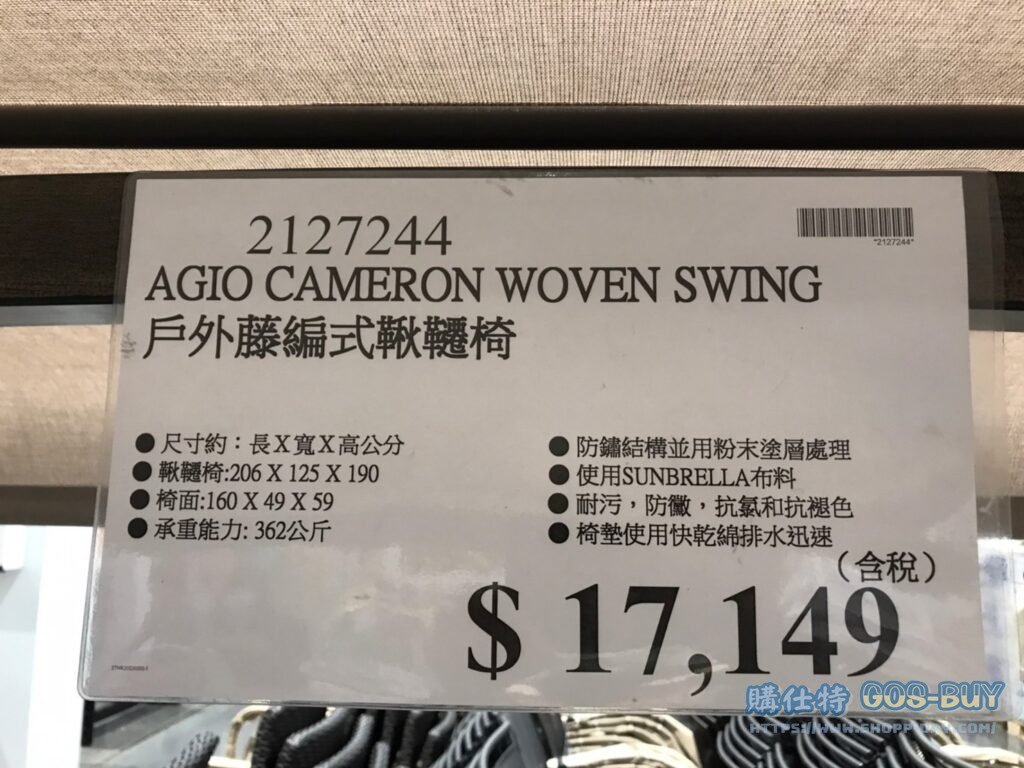 2127244
*2127244*
AGIO CAMERON WOVEN SWING
戶外藤編式鞦韆椅
● 尺寸約：長X寬X高公分
● 鞦韆椅:206 X 125 X 190
● 椅面:160 X 49 X 59
● 承重能力: 362公斤
● 防鏽結構並用粉末塗層處理
● 使用SUNBRELLA布料
● 耐污，防黴，抗氯和抗褪色
● 椅墊使用快乾綿排水迅速
（含稅）
$ 17,149
購仕特 GOS-BUY